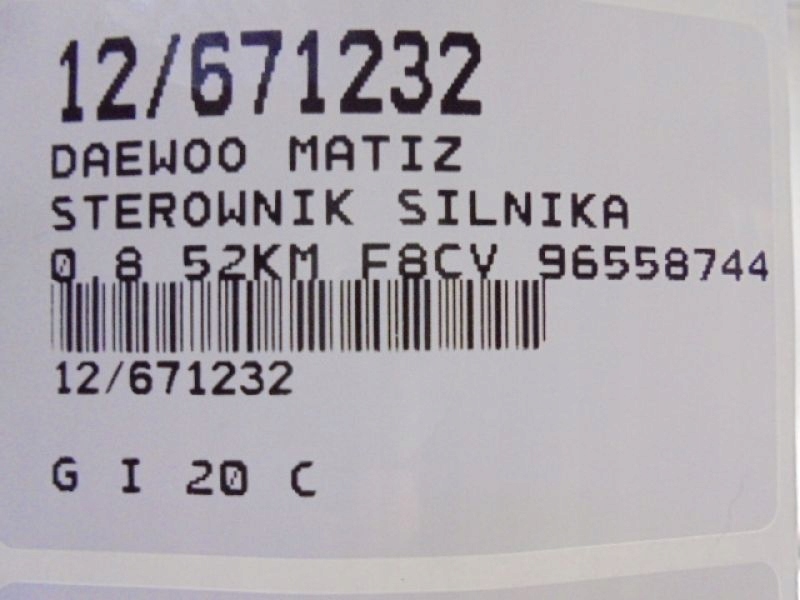 12/671232
DAEWOO MATIZ
STEROWNIK SILNIKA
0.8 52KM F8CV 96558744
12/671232
G I 20 C